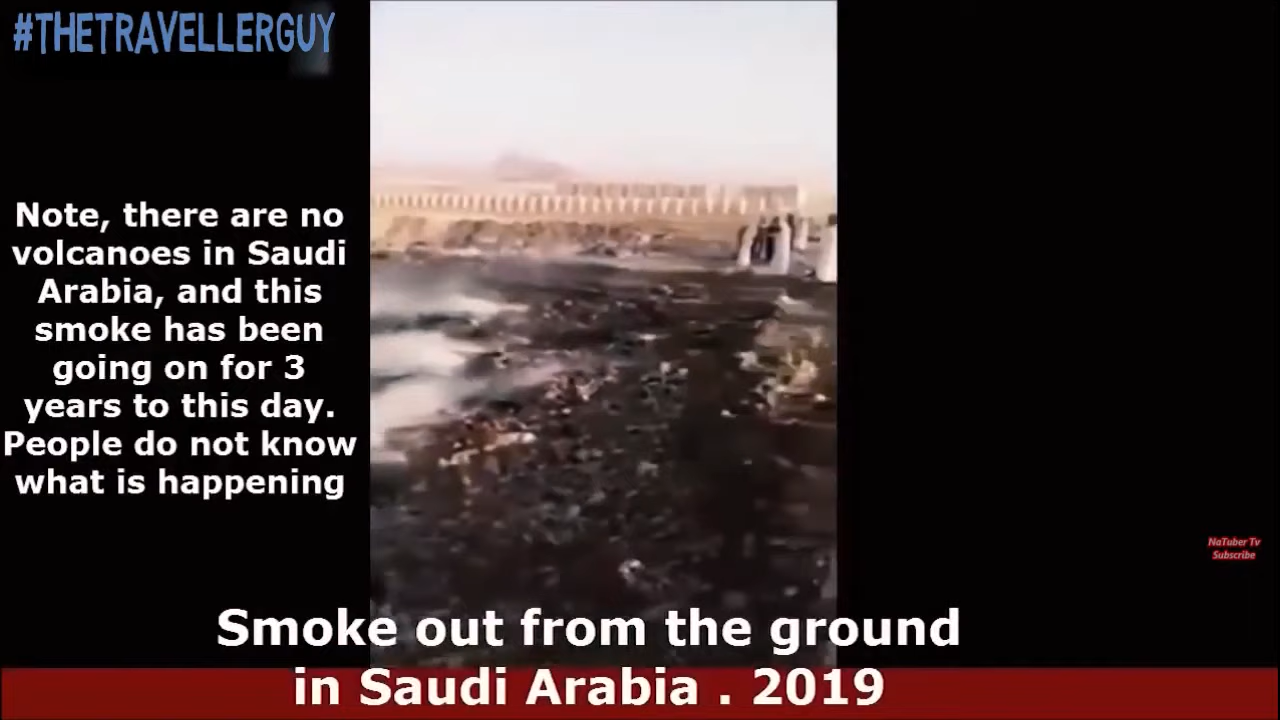 #THETRAVELLERGUY
Note, there are no
volcanoes in Saudi
Arabia, and this
smoke has been
going on for 3
years to this day.
People do not know
what is happening
NaTuber Tv
Subscribe
Smoke out from the ground
in Saudi Arabia . 2019